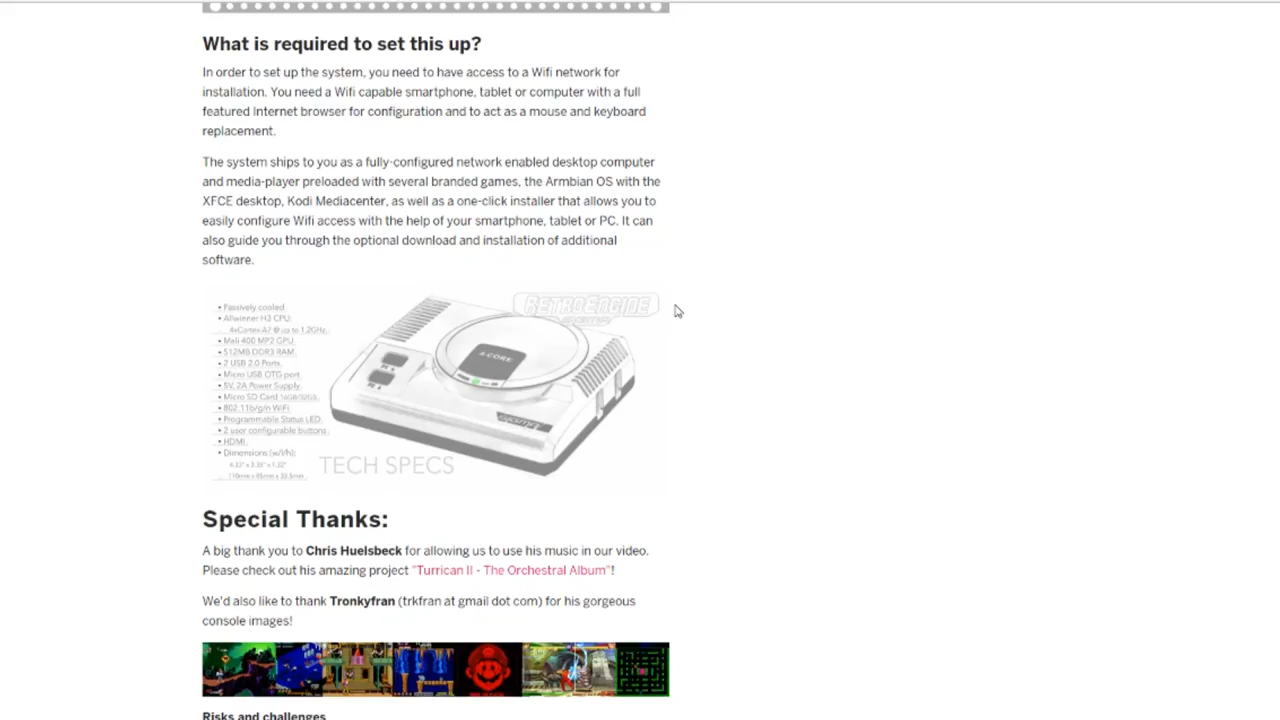 What is required to set this up?
In order to set up the system, you need to have access to a Wifi network for
installation. You need a Wifi capable smartphone, tablet or computer with a full
featured Internet browser for configuration and to act as a mouse and keyboard
replacement.
The system ships to you as a fully-configured network enabled desktop computer
and media-player preloaded with several branded games, the Armbian OS with the
XFCE desktop, Kodi Mediacenter, as well as a one-click installer that allows you to
easily configure Wifi access with the help of your smartphone, tablet or PC. It can
also guide you through the optional download and installation of additional
software.
RETROENGINE
• Passively cooled
• Allwinner H3 CPU:
4xCortex A7 @ up to 1.2GHz
• Mali 400 MP2 GPU
• 512MB DDR3 RAM
• 2 USB 2.0 Ports
• Micro USB OTG port
• 5V, 2A Power Supply
• Micro SD Card 16GB/32GB
• 802.11b/g/n WiFi
• Programmable Status LED
• 2 user configurable buttons
• HDMI
• Dimensions (w/l/h):
4-CORE
TECH SPECS
Special Thanks:
A big thank you to Chris Huelsbeck for allowing us to use his music in our video.
Please check out his amazing project "Turrican II - The Orchestral Album"!
We'd also like to thank Tronkyfran (trkfran at gmail dot com) for his gorgeous
console images!
Risks and challenges